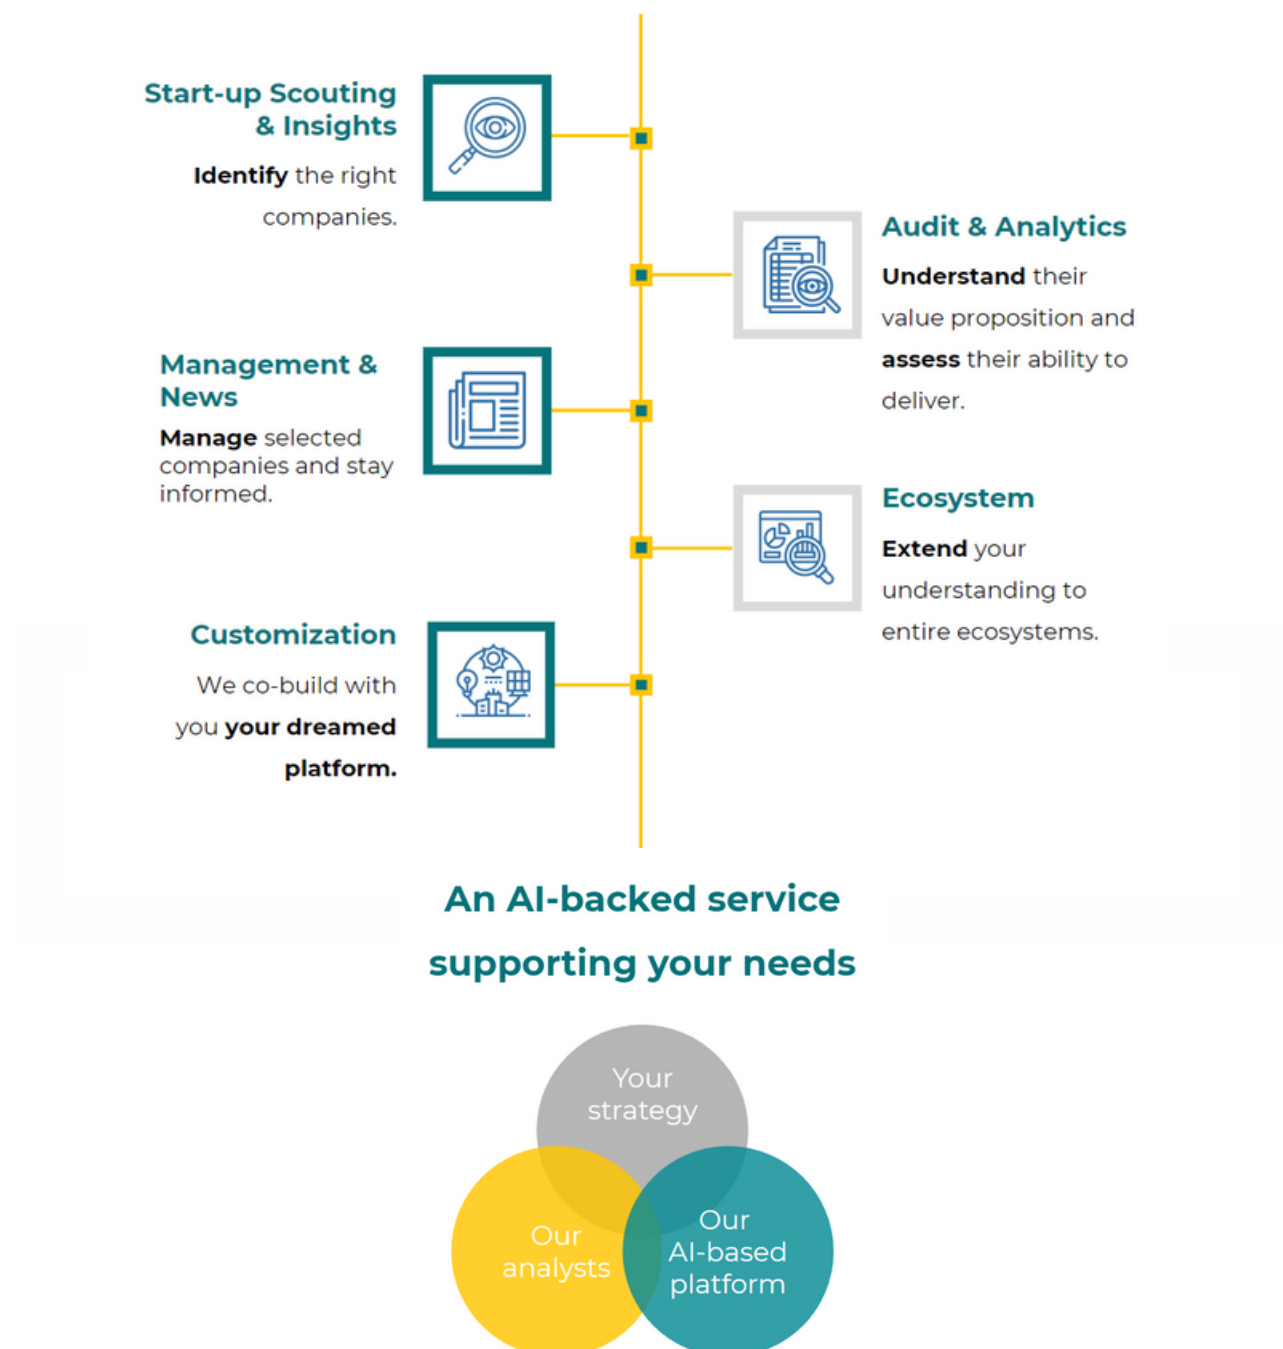 Start-up Scouting
& Insights
Identify the right
companies.
Audit & Analytics
Understand their
value proposition and
assess their ability to
deliver.
Management &
News
Manage selected
companies and stay
informed.
Ecosystem
Extend your
understanding to
entire ecosystems.
Customization
We co-build with
you your dreamed
platform.
An AI-backed service
supporting your needs
Your
strategy
Our
analysts
Our
AI-based
platform